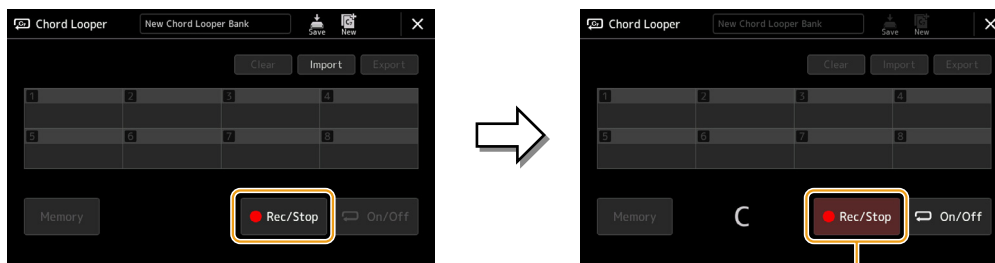 Chord Looper New Chord Looper Bank Save New
Clear Import Export
1 2 3 4
5 6 7 8
Memory Rec/Stop On/Off
Chord Looper New Chord Looper Bank Save New
Clear Import Export
1 2 3 4
5 6 7 8
Memory C Rec/Stop On/Off